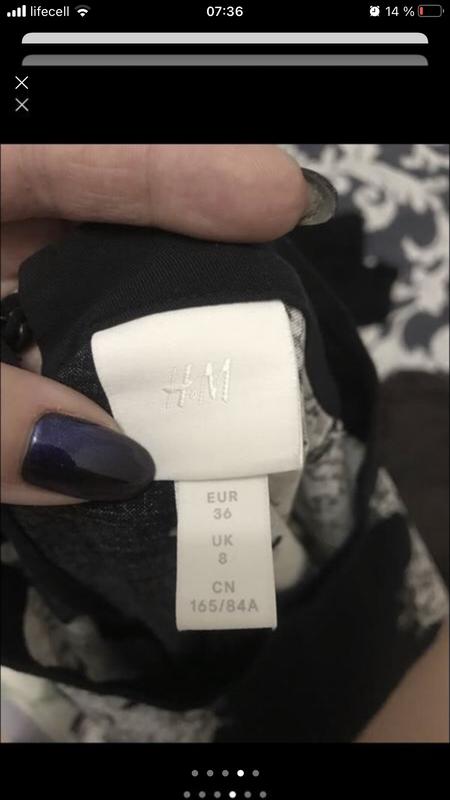 lifecell 07:36 14 %
H&M
EUR
36
UK
8
CN
165/84A